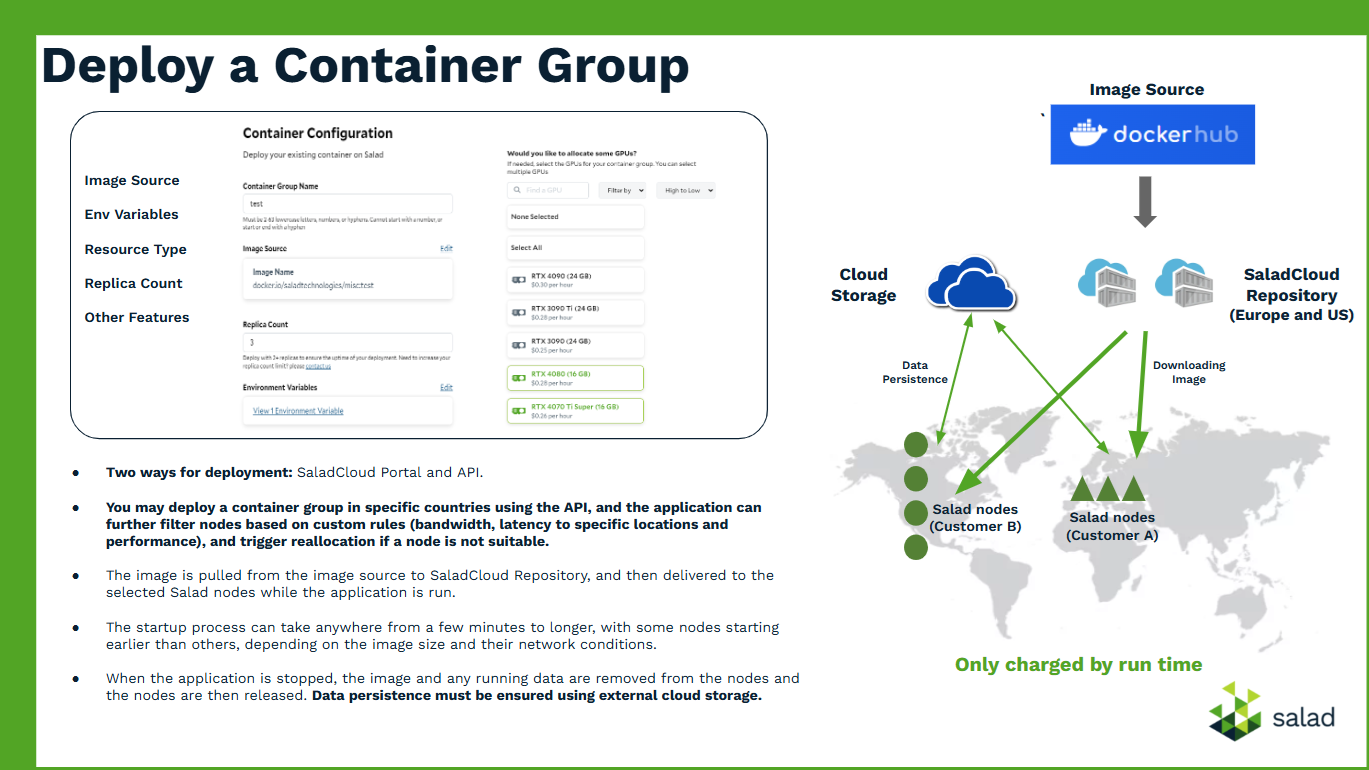 Deploy a Container Group
Image Source
Env Variables
Resource Type
Replica Count
Other Features
Container Configuration
Deploy your existing container on Salad
Container Group Name
test
Must be 2-63 lowercase letters, numbers, or hyphens. Cannot start with a number, or
start or end with a hyphen
Image Source
Edit
Image Name
docker.io/saladtechnologies/misc:test
Replica Count
3
Deploy with 3+ replicas to ensure the uptime of your deployment. Need to increase your
replica count limit? please contact us
Environment Variables
Edit
View 1 Environment Variable
Would you like to allocate some GPUs?
If needed, select the GPUs for your container group. You can select
multiple GPUs
Find a GPU
Filter by
High to Low
None Selected
Select All
RTX 4090 (24 GB)
$0.30 per hour
RTX 3090 Ti (24 GB)
$0.28 per hour
RTX 3090 (24 GB)
$0.25 per hour
RTX 4080 (16 GB)
$0.28 per hour
RTX 4070 Ti Super (16 GB)
$0.26 per hour
● Two ways for deployment: SaladCloud Portal and API.
● You may deploy a container group in specific countries using the API, and the application can
further filter nodes based on custom rules (bandwidth, latency to specific locations and
performance), and trigger reallocation if a node is not suitable.
● The image is pulled from the image source to SaladCloud Repository, and then delivered to the
selected Salad nodes while the application is run.
● The startup process can take anywhere from a few minutes to longer, with some nodes starting
earlier than others, depending on the image size and their network conditions.
● When the application is stopped, the image and any running data are removed from the nodes and
the nodes are then released. Data persistence must be ensured using external cloud storage.
Image Source
dockerhub
Cloud
Storage
SaladCloud
Repository
(Europe and US)
Data
Persistence
Downloading
Image
Salad nodes
(Customer B)
Salad nodes
(Customer A)
Only charged by run time
salad